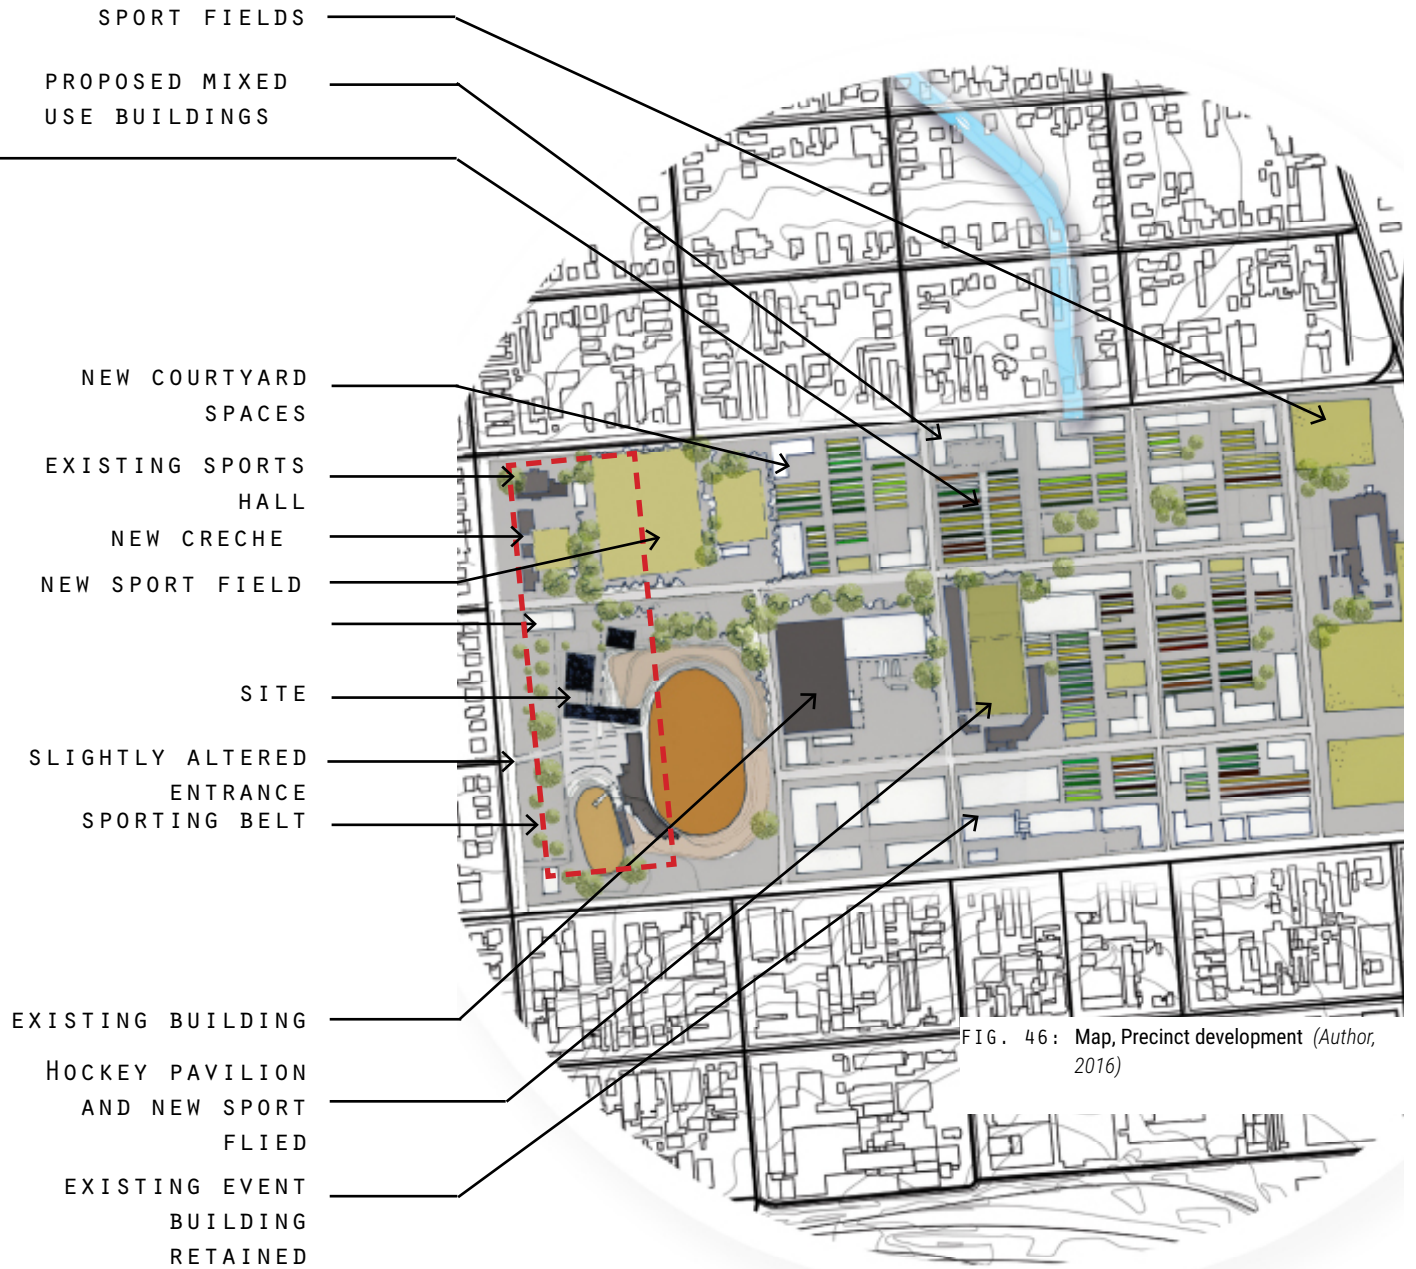 SPORT FIELDS
PROPOSED MIXED
USE BUILDINGS
NEW COURTYARD
SPACES
EXISTING SPORTS
HALL
NEW CRECHE
NEW SPORT FIELD
SITE
SLIGHTLY ALTERED
ENTRANCE
SPORTING BELT
EXISTING BUILDING
HOCKEY PAVILION
AND NEW SPORT
FLIED
EXISTING EVENT
BUILDING
RETAINED
FIG. 46: Map, Precinct development (Author,
2016)